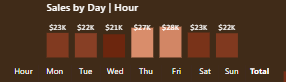 Sales by Day | Hour
$23K $22K $21K $27K $28K $23K $22K
Hour Mon Tue Wed Thu Fri Sat Sun Total